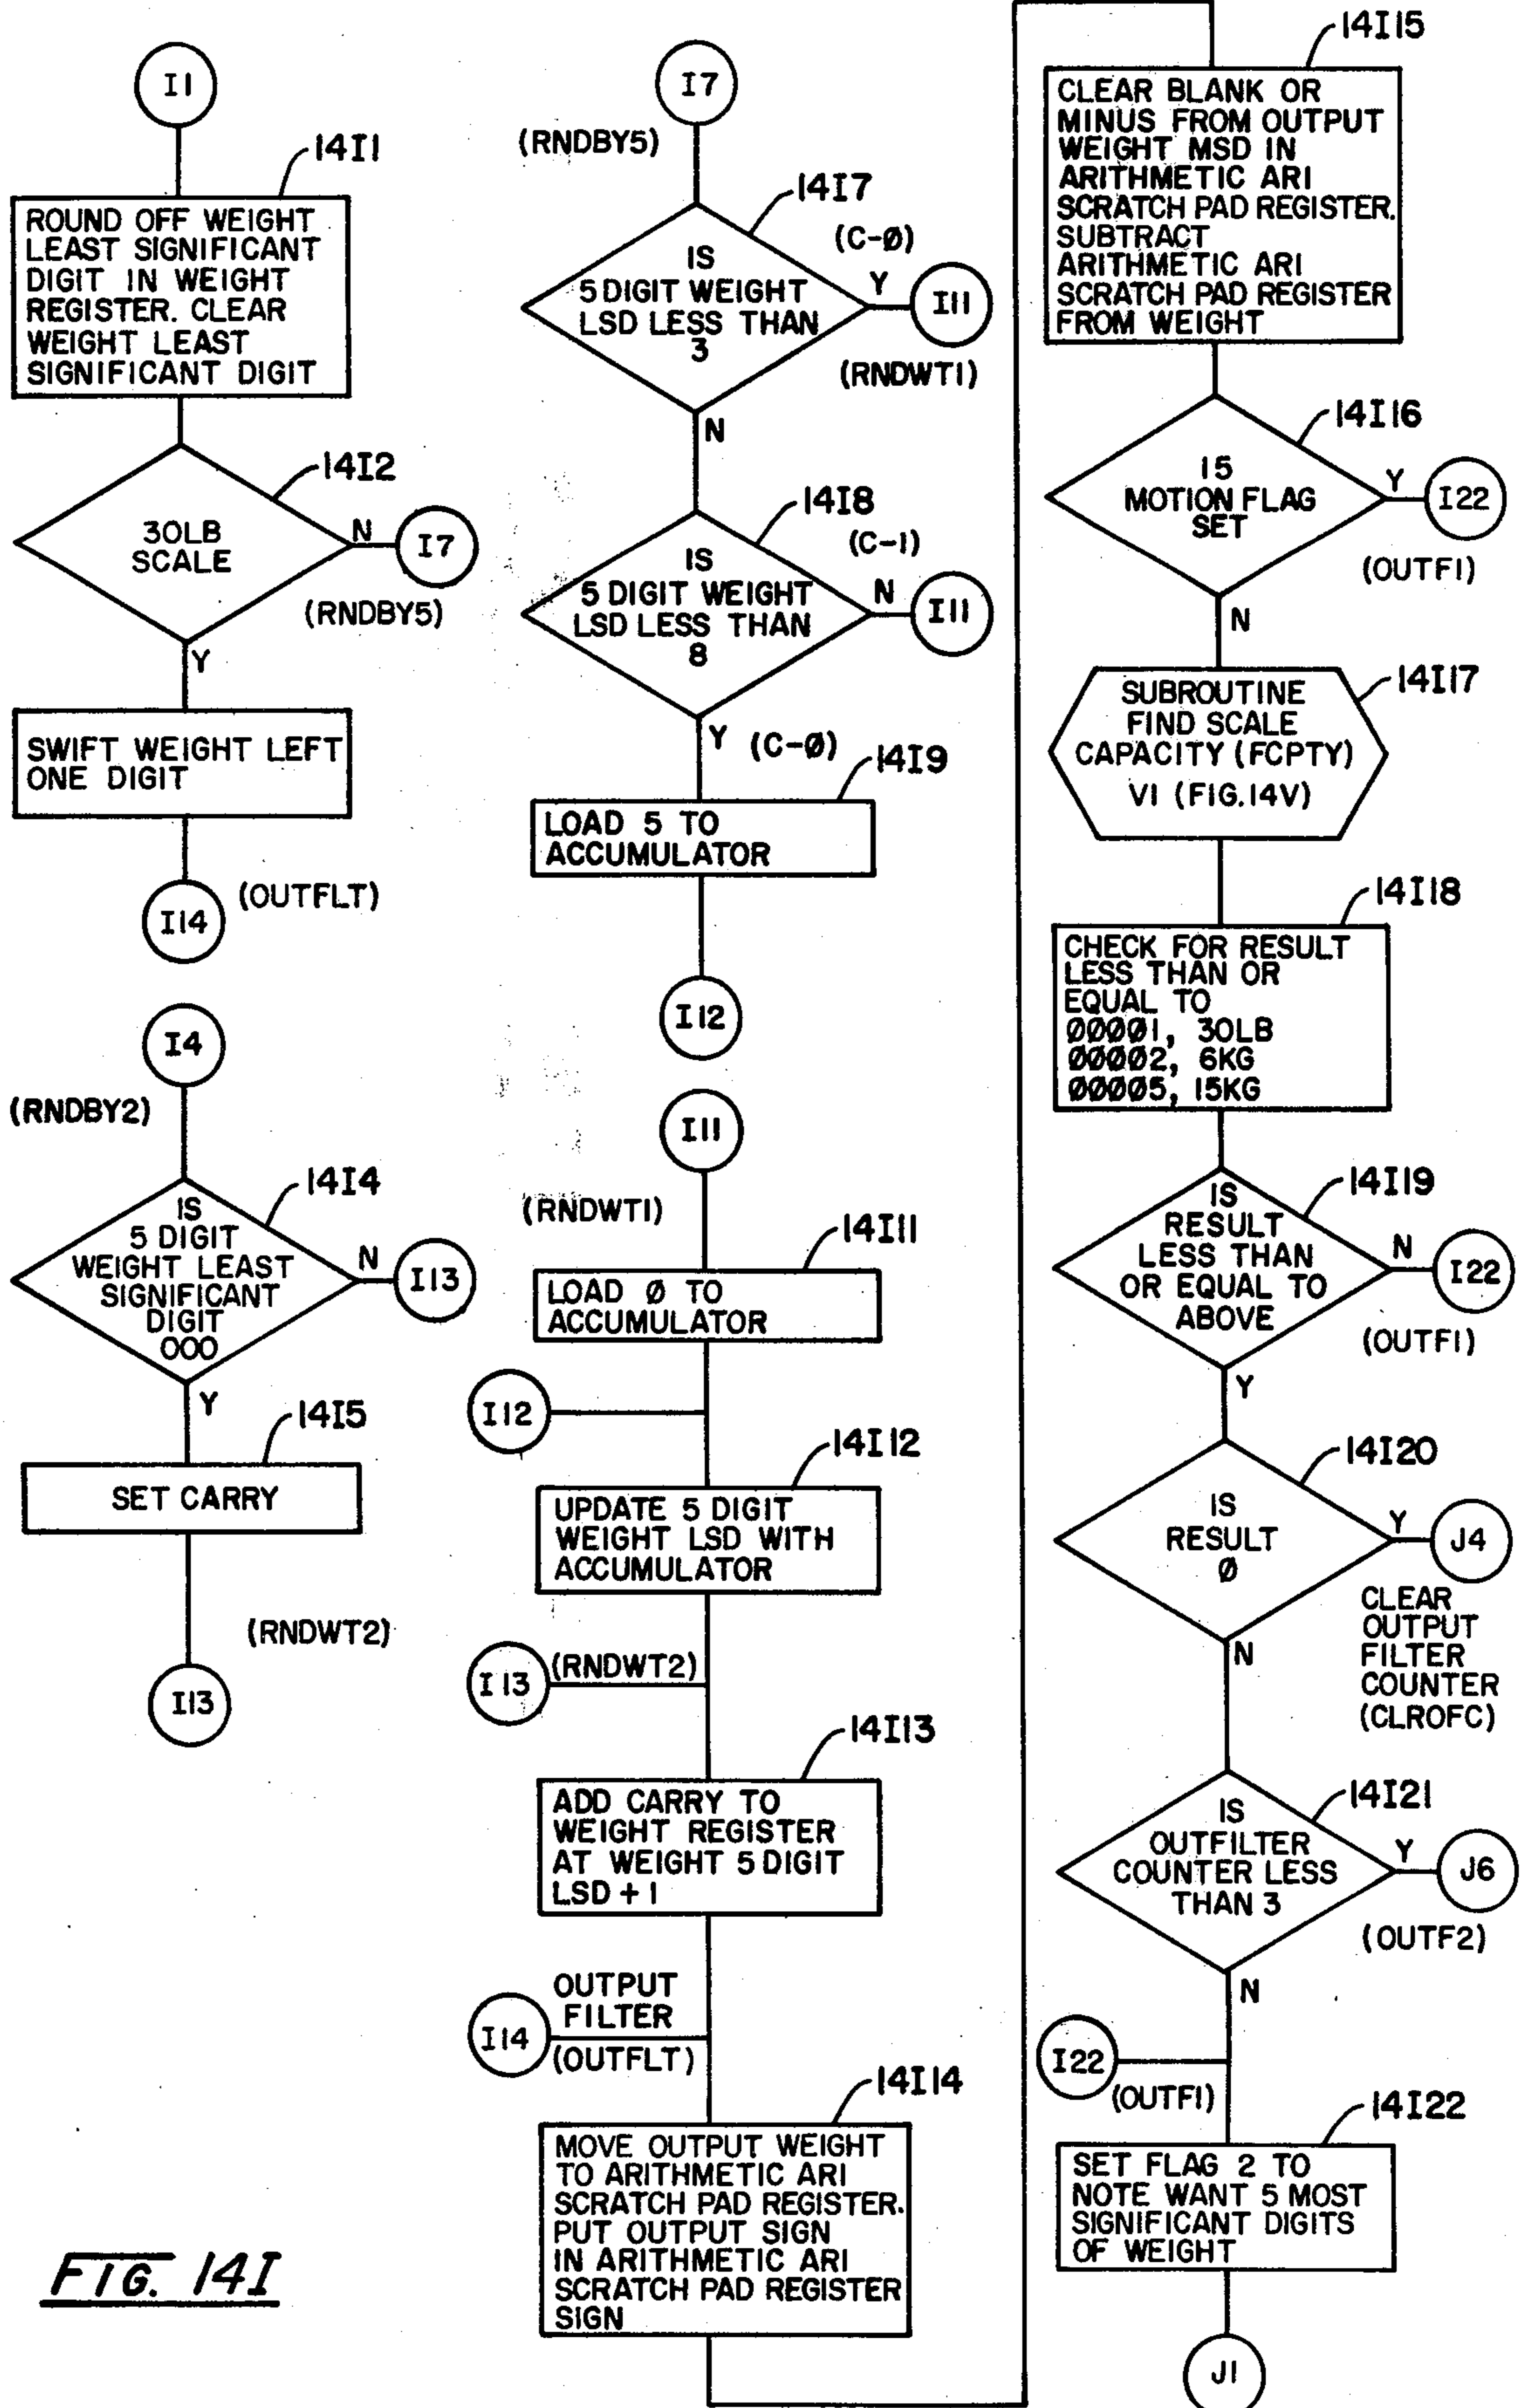 I1
14I1
ROUND OFF WEIGHT
LEAST SIGNIFICANT
DIGIT IN WEIGHT
REGISTER. CLEAR
WEIGHT LEAST
SIGNIFICANT DIGIT
14I2
30LB
SCALE
N
I7
(RNDBY5)
Y
SWIFT WEIGHT LEFT
ONE DIGIT
(OUTFLT)
I14
I4
(RNDBY2)
14I4
IS
5 DIGIT
WEIGHT LEAST
SIGNIFICANT
DIGIT
000
N
I13
Y
14I5
SET CARRY
(RNDWT2)
I13
I7
(RNDBY5)
14I7
(C-Ø)
IS
5 DIGIT WEIGHT
LSD LESS THAN
3
Y
I11
(RNDWT1)
N
14I8
(C-1)
IS
5 DIGIT WEIGHT
LSD LESS THAN
8
N
I11
Y (C-Ø)
14I9
LOAD 5 TO
ACCUMULATOR
I12
I11
(RNDWT1)
14I11
LOAD Ø TO
ACCUMULATOR
I12
14I12
UPDATE 5 DIGIT
WEIGHT LSD WITH
ACCUMULATOR
I13
(RNDWT2)
14I13
ADD CARRY TO
WEIGHT REGISTER
AT WEIGHT 5 DIGIT
LSD + 1
OUTPUT
FILTER
I14
(OUTFLT)
14I14
MOVE OUTPUT WEIGHT
TO ARITHMETIC ARI
SCRATCH PAD REGISTER.
PUT OUTPUT SIGN
IN ARITHMETIC ARI
SCRATCH PAD REGISTER
SIGN
14I15
CLEAR BLANK OR
MINUS FROM OUTPUT
WEIGHT MSD IN
ARITHMETIC ARI
SCRATCH PAD REGISTER.
SUBTRACT
ARITHMETIC ARI
SCRATCH PAD REGISTER
FROM WEIGHT
14I16
15
MOTION FLAG
SET
Y
I22
(OUTF1)
N
14I17
SUBROUTINE
FIND SCALE
CAPACITY (FCPTY)
V1 (FIG.14V)
14I18
CHECK FOR RESULT
LESS THAN OR
EQUAL TO
ØØØØ1, 30LB
ØØØØ2, 6KG
ØØØØ5, 15KG
14I19
IS
RESULT
LESS THAN
OR EQUAL TO
ABOVE
N
I22
(OUTF1)
Y
14I20
IS
RESULT
Ø
Y
J4
CLEAR
OUTPUT
FILTER
COUNTER
(CLROFC)
N
14I21
IS
OUTFILTER
COUNTER LESS
THAN 3
Y
J6
(OUTF2)
N
I22
(OUTF1)
14I22
SET FLAG 2 TO
NOTE WANT 5 MOST
SIGNIFICANT DIGITS
OF WEIGHT
J1
FIG. 14I